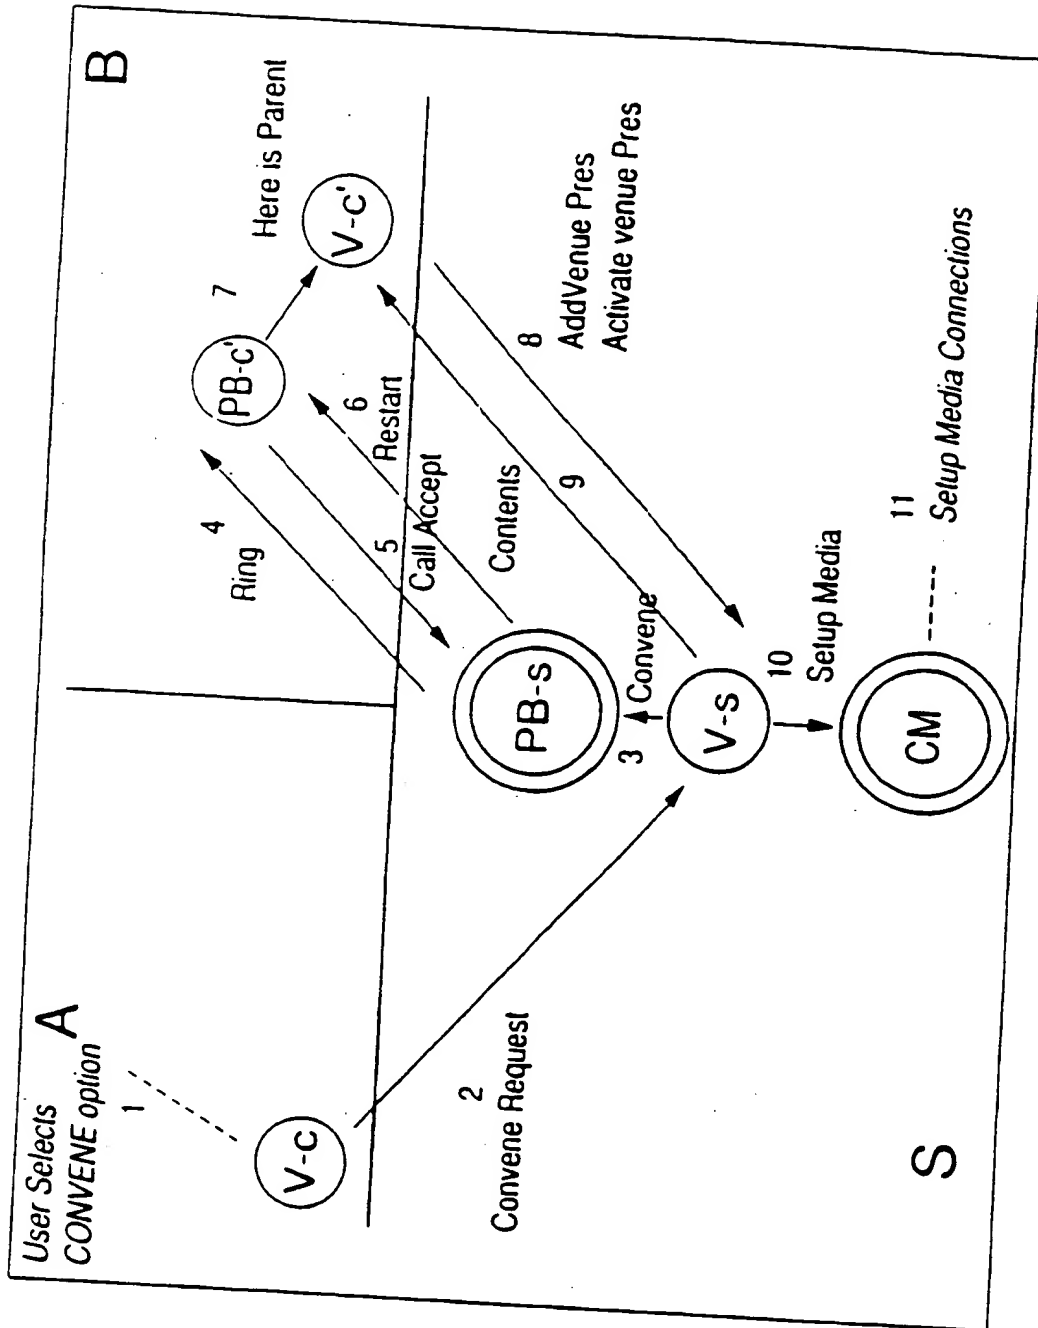 User Selects
CONVENE option
A
1
V-c
2
Convene Request
S
B
4
Ring
PB-c'
7
Here is Parent
V-c'
5
Call Accept
6
Restart
PB-s
Contents
9
8
AddVenue Pres
Activate venue Pres
3
Convene
V-s
10
Setup Media
CM
11
Setup Media Connections